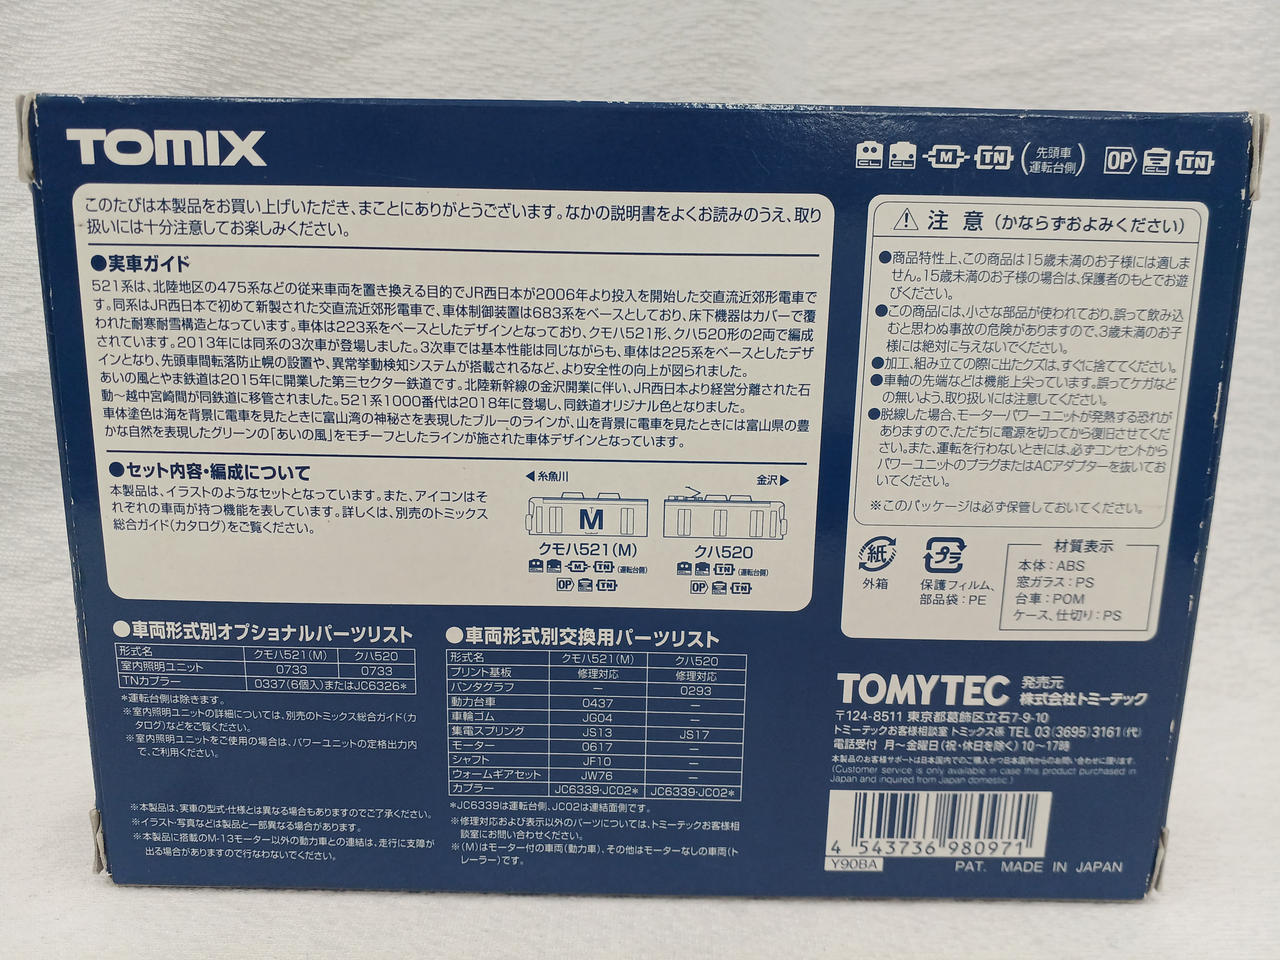 TOMIX
CL CL M TN (先頭車 運転台側) OP CL TN
このたびは本製品をお買い上げいただき、まことにありがとうございます。なかの説明書をよくお読みのうえ、取り
扱いには十分注意してお楽しみください。
●実車ガイド
521系は、北陸地区の475系などの従来車両を置き換える目的でJR西日本が2006年より投入を開始した交直流近郊形電車で
す。同系はJR西日本で初めて新製された交直流近郊形電車で、車体制御装置は683系をベースとしており、床下機器はカバーで覆
われた耐寒耐雪構造となっています。車体は223系をベースとしたデザインとなっており、クモハ521形、クハ520形の2両で編成
されています。2013年には同系の3次車が登場しました。3次車では基本性能は同じながらも、車体は225系をベースとしたデザ
インとなり、先頭車間転落防止幌の設置や、異常挙動検知システムが搭載されるなど、より安全性の向上が図られました。
あいの風とやま鉄道は2015年に開業した第三セクター鉄道です。北陸新幹線の金沢開業に伴い、JR西日本より経営分離された石
動～越中宮崎間が同鉄道に移管されました。521系1000番代は2018年に登場し、同鉄道オリジナル色となりました。
車体塗色は海を背景に電車を見たときに富山湾の神秘さを表現したブルーのラインが、山を背景に電車を見たときには富山県の豊
かな自然を表現したグリーンの「あいの風」をモチーフとしたラインが施された車体デザインとなっています。
●セット内容・編成について
本製品は、イラストのようなセットとなっています。また、アイコンはそ
れぞれの車両が持つ機能を表しています。詳しくは、別売のトミックス
総合ガイド(カタログ)をご覧ください。
◀糸魚川 金沢▶
M
クモハ521(M) クハ520
M TN (運転台側) TN (運転台側)
OP TN OP TN
⚠ 注 意 (かならずおよみください)
●商品特性上、この商品は15歳未満のお子様には適しま
せん。15歳未満のお子様の場合は、保護者のもとでお遊
びください。
●この商品には、小さな部品が使われており、誤って飲み込
むと思わぬ事故の危険がありますので、3歳未満のお子
様には絶対に与えないでください。
●加工、組み立ての際に出たクズは、すぐに捨ててください。
●車軸の先端などは機能上尖っています。誤ってケガなど
の無いよう、取り扱いには注意してください。
●脱線した場合、モーターパワーユニットが発熱する恐れが
ありますので、ただちに電源を切ってから復旧させてくだ
さい。また、運転を行わないときには、必ずコンセントから
パワーユニットのプラグまたはACアダプターを抜いてお
いてください。
※このパッケージは必ず保管しておいてください。
紙
外箱
プラ
保護フィルム、
部品袋:PE
材質表示
本体:ABS
窓ガラス:PS
台車:POM
ケース、仕切り:PS
●車両形式別オプショナルパーツリスト
形式名 クモハ521(M) クハ520
室内照明ユニット 0733 0733
TNカプラー 0337(6個入)またはJC6326*
*運転台側は除きます。
※室内照明ユニットの詳細については、別売のトミックス総合ガイド(カ
タログ)などをご覧ください。
※室内照明ユニットをご使用の場合は、パワーユニットの定格出力内
で、ご利用ください。
※本製品は、実車の型式・仕様とは異なる場合もありますのでご了承ください。
※イラスト・写真などは製品と一部異なる場合があります。
※本製品に搭載のM-13モーター以外の動力車との連結は、走行に支障が
出る場合がありますので行なわないでください。
●車両形式別交換用パーツリスト
形式名 クモハ521(M) クハ520
プリント基板 修理対応 修理対応
パンタグラフ — 0293
動力台車 0437 —
車輪ゴム JG04 —
集電スプリング JS13 JS17
モーター 0617 —
シャフト JF10 —
ウォームギアセット JW76 —
カプラー JC6339・JC02* JC6339・JC02*
*JC6339は運転台側、JC02は連結面側です。
※修理対応および表示以外のパーツについては、トミーテックお客様相
談室にお問い合わせください。
※(M)はモーター付の車両(動力車)、その他はモーターなしの車両(ト
レーラー)です。
TOMYTEC 発売元
株式会社トミーテック
〒124-8511 東京都葛飾区立石7-9-10
トミーテックお客様相談室 トミックス係 TEL 03(3695)3161(代)
電話受付 月～金曜日(祝・休日を除く)10～17時
本製品のお客様サポートは日本国内でのご購入かつ日本国内からのお問い合わせに限ります。
(Customer service is only available in case this product purchased in
Japan and inquired from Japan domestic.)
4 543736 980971
Y90BA
PAT. MADE IN JAPAN